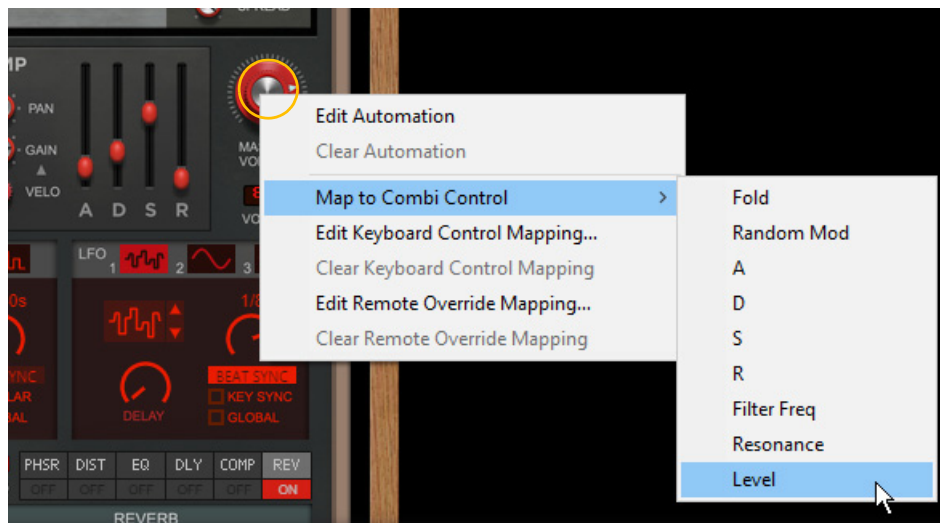 SPREAD
PAN
GAIN
VELO
A D S R
Edit Automation
Clear Automation
Map to Combi Control
Edit Keyboard Control Mapping...
Clear Keyboard Control Mapping
Edit Remote Override Mapping...
Clear Remote Override Mapping
Fold
Random Mod
A
D
S
R
Filter Freq
Resonance
Level
LFO 1 2 3
DELAY
BEAT SYNC
KEY SYNC
GLOBAL
PHSR DIST EQ DLY COMP REV
OFF OFF OFF OFF OFF ON
REVERB